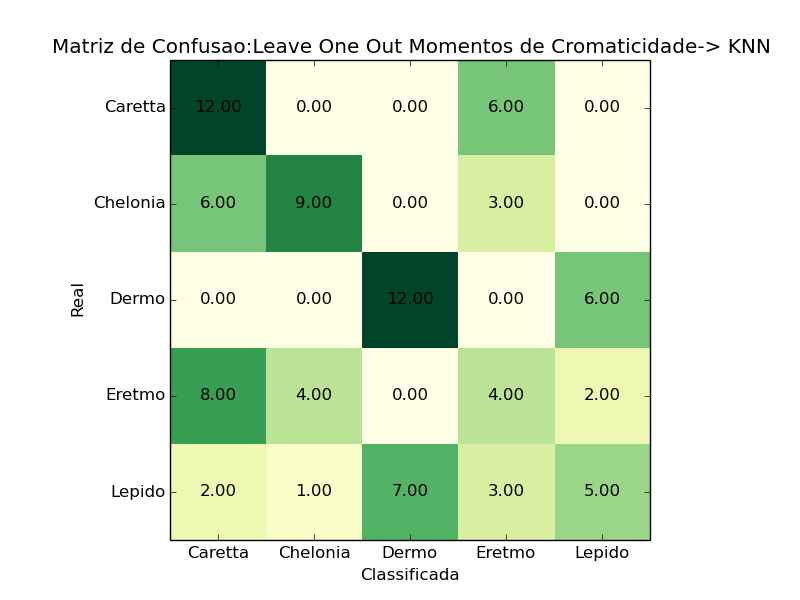 Matriz de Confusao:Leave One Out Momentos de Cromaticidade-> KNN
Caretta 12.00 0.00 0.00 6.00 0.00
Chelonia 6.00 9.00 0.00 3.00 0.00
Real
Dermo 0.00 0.00 12.00 0.00 6.00
Eretmo 8.00 4.00 0.00 4.00 2.00
Lepido 2.00 1.00 7.00 3.00 5.00
Caretta Chelonia Dermo Eretmo Lepido
Classificada